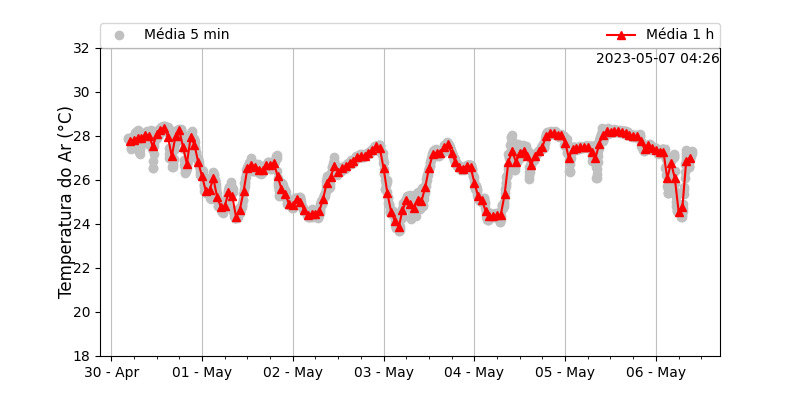 Média 5 min
Média 1 h
2023-05-07 04:26
Temperatura do Ar (°C)
32
30
28
26
24
22
20
18
30 - Apr
01 - May
02 - May
03 - May
04 - May
05 - May
06 - May